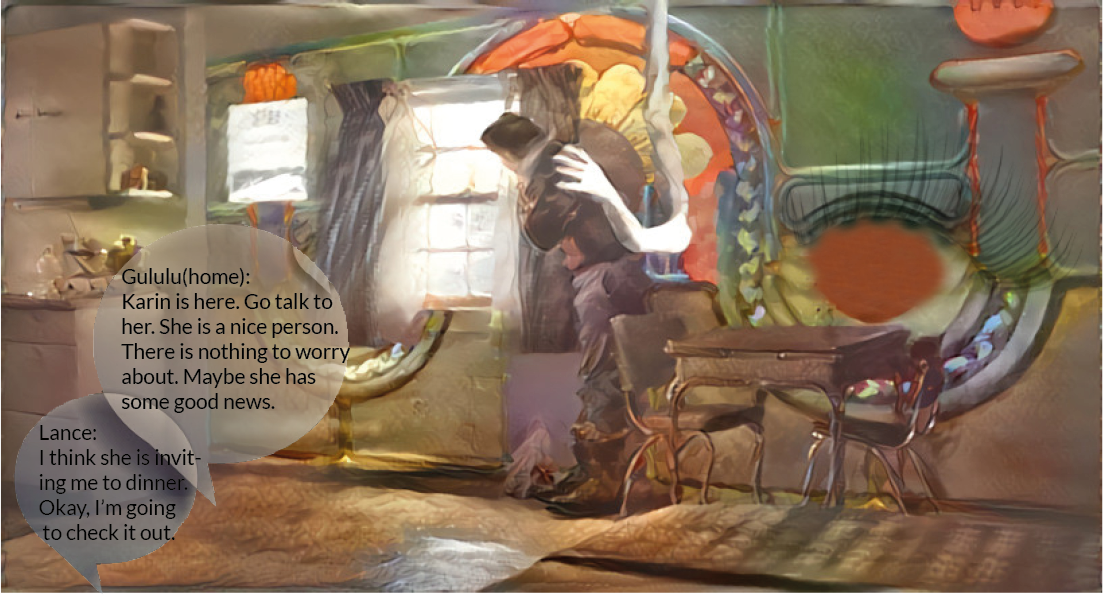 Gululu(home):
Karin is here. Go talk to
her. She is a nice person.
There is nothing to worry
about. Maybe she has
some good news.
Lance:
I think she is invit-
ing me to dinner.
Okay, I'm going
to check it out.